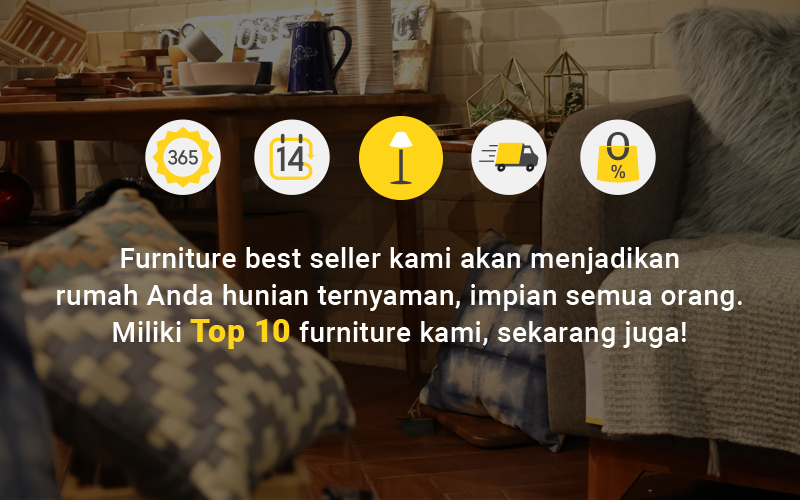 365
14
0
%
Furniture best seller kami akan menjadikan
rumah Anda hunian ternyaman, impian semua orang.
Miliki Top 10 furniture kami, sekarang juga!